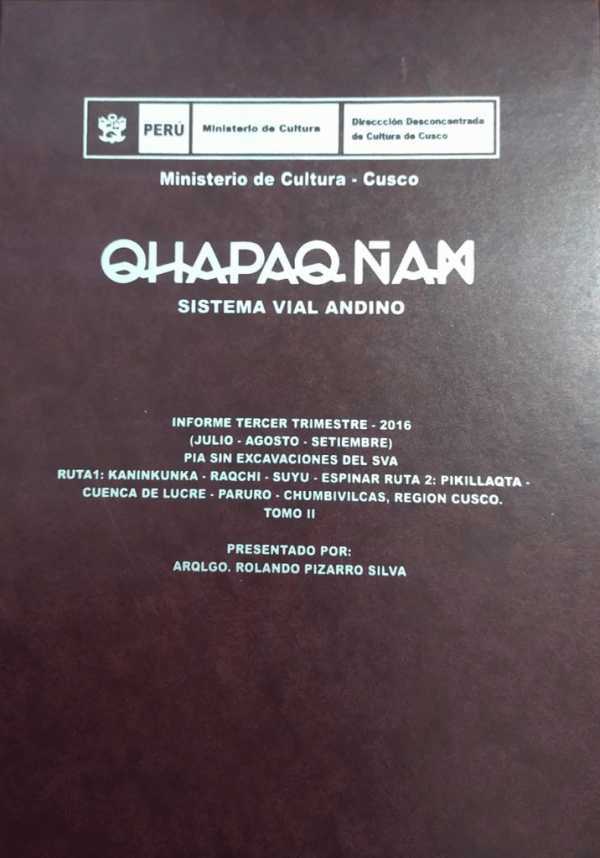 PERÚ
Ministerio de Cultura
Direccción Desconcentrada
de Cultura de Cusco
Ministerio de Cultura - Cusco
QHAPAQ ÑAN
SISTEMA VIAL ANDINO
INFORME TERCER TRIMESTRE - 2016
(JULIO - AGOSTO - SETIEMBRE)
PIA SIN EXCAVACIONES DEL SVA
RUTA1: KANINKUNKA - RAQCHI - SUYU - ESPINAR RUTA 2: PIKILLAQTA -
CUENCA DE LUCRE - PARURO - CHUMBIVILCAS, REGION CUSCO.
TOMO II
PRESENTADO POR:
ARQLGO. ROLANDO PIZARRO SILVA